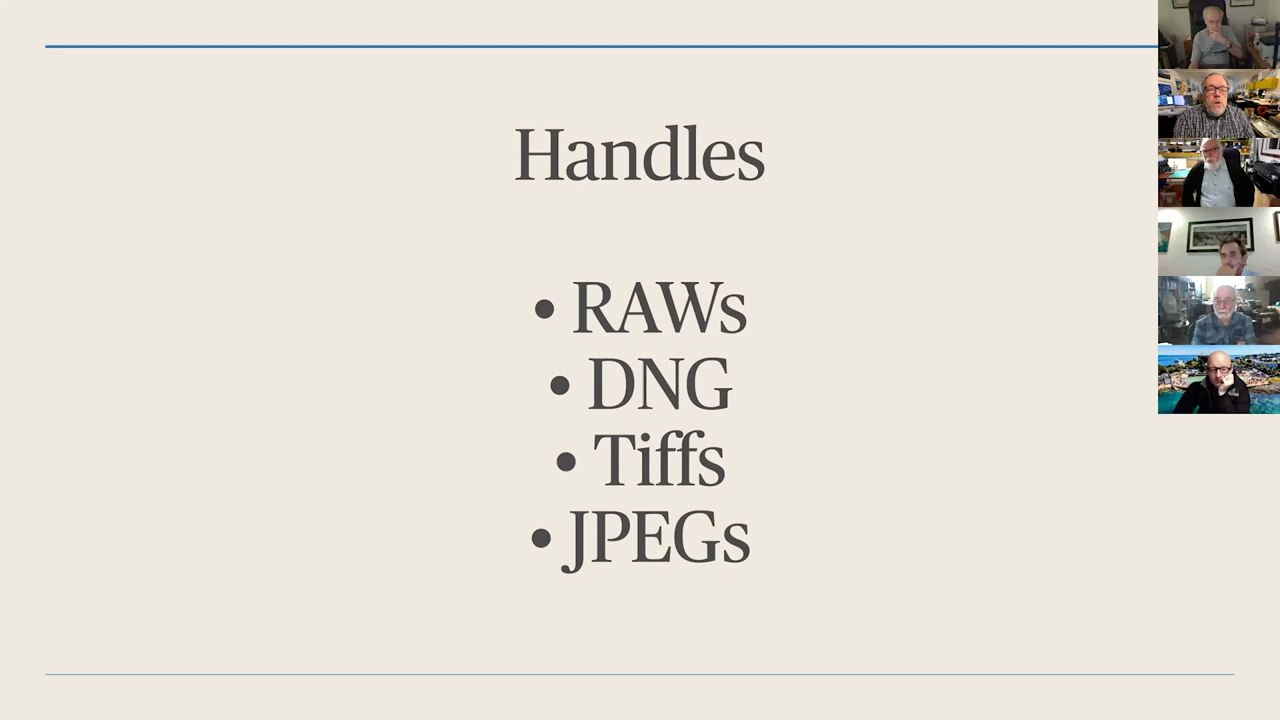 Handles
• RAWs
• DNG
• Tiffs
• JPEGs